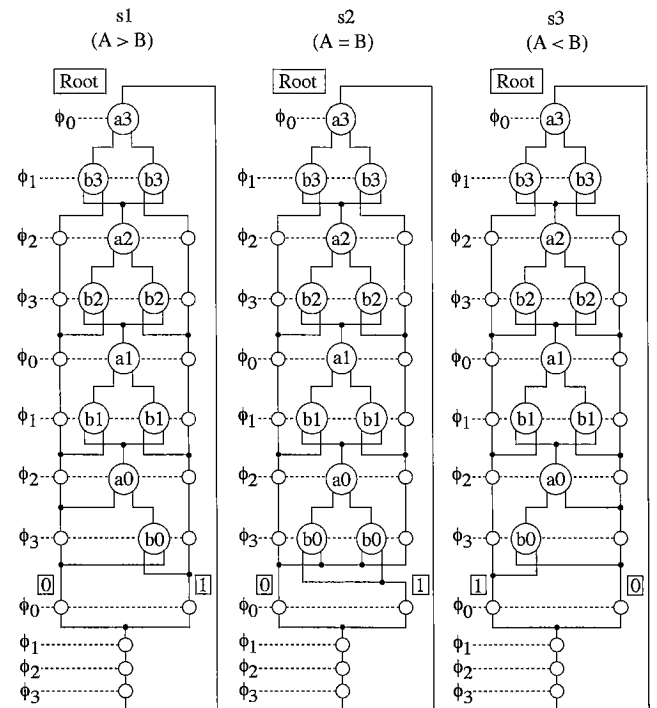 s1 s2 s3
(A > B) (A = B) (A < B)
Root Root Root
ϕ0 a3 ϕ0 a3 ϕ0 a3
ϕ1 b3 b3 ϕ1 b3 b3 ϕ1 b3 b3
ϕ2 a2 ϕ2 a2 ϕ2 a2
ϕ3 b2 b2 ϕ3 b2 b2 ϕ3 b2 b2
ϕ0 a1 ϕ0 a1 ϕ0 a1
ϕ1 b1 b1 ϕ1 b1 b1 ϕ1 b1 b1
ϕ2 a0 ϕ2 a0 ϕ2 a0
ϕ3 b0 ϕ3 b0 b0 ϕ3 b0
0 1 0 1 1 0
ϕ0 ϕ0 ϕ0
ϕ1 ϕ1 ϕ1
ϕ2 ϕ2 ϕ2
ϕ3 ϕ3 ϕ3